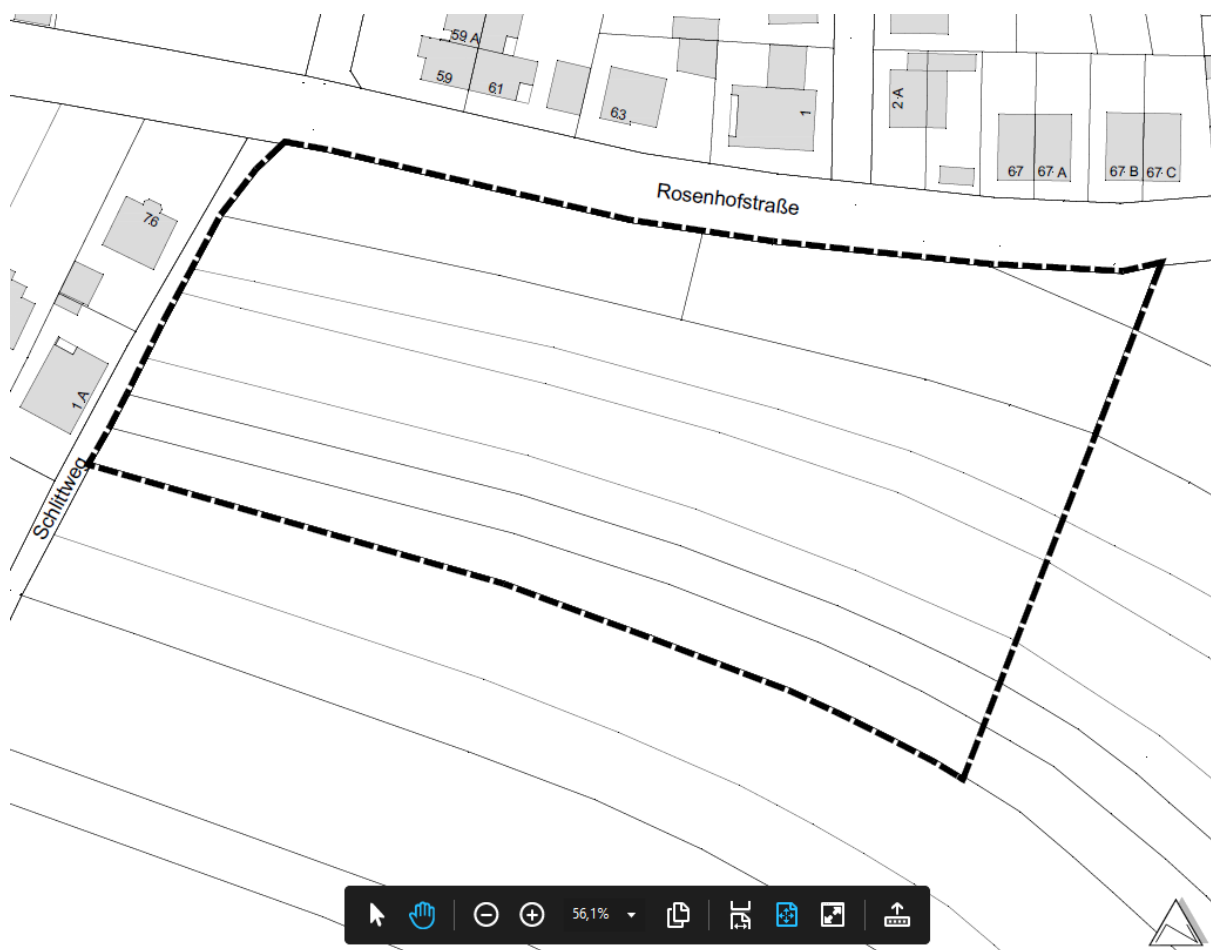 59 A
59
61
63
1
2 A
67
67 A
67 B
67 C
Rosenhofstraße
76
1 A
Schlittweg
56,1%